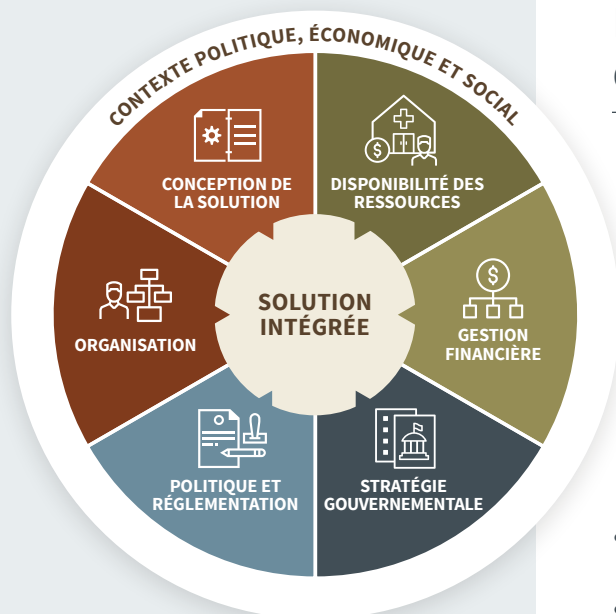 CONTEXTE POLITIQUE, ÉCONOMIQUE ET SOCIAL
CONCEPTION DE
LA SOLUTION
DISPONIBILITÉ DES
RESSOURCES
ORGANISATION
SOLUTION
INTÉGRÉE
GESTION
FINANCIÈRE
POLITIQUE ET
RÉGLEMENTATION
STRATÉGIE
GOUVERNEMENTALE